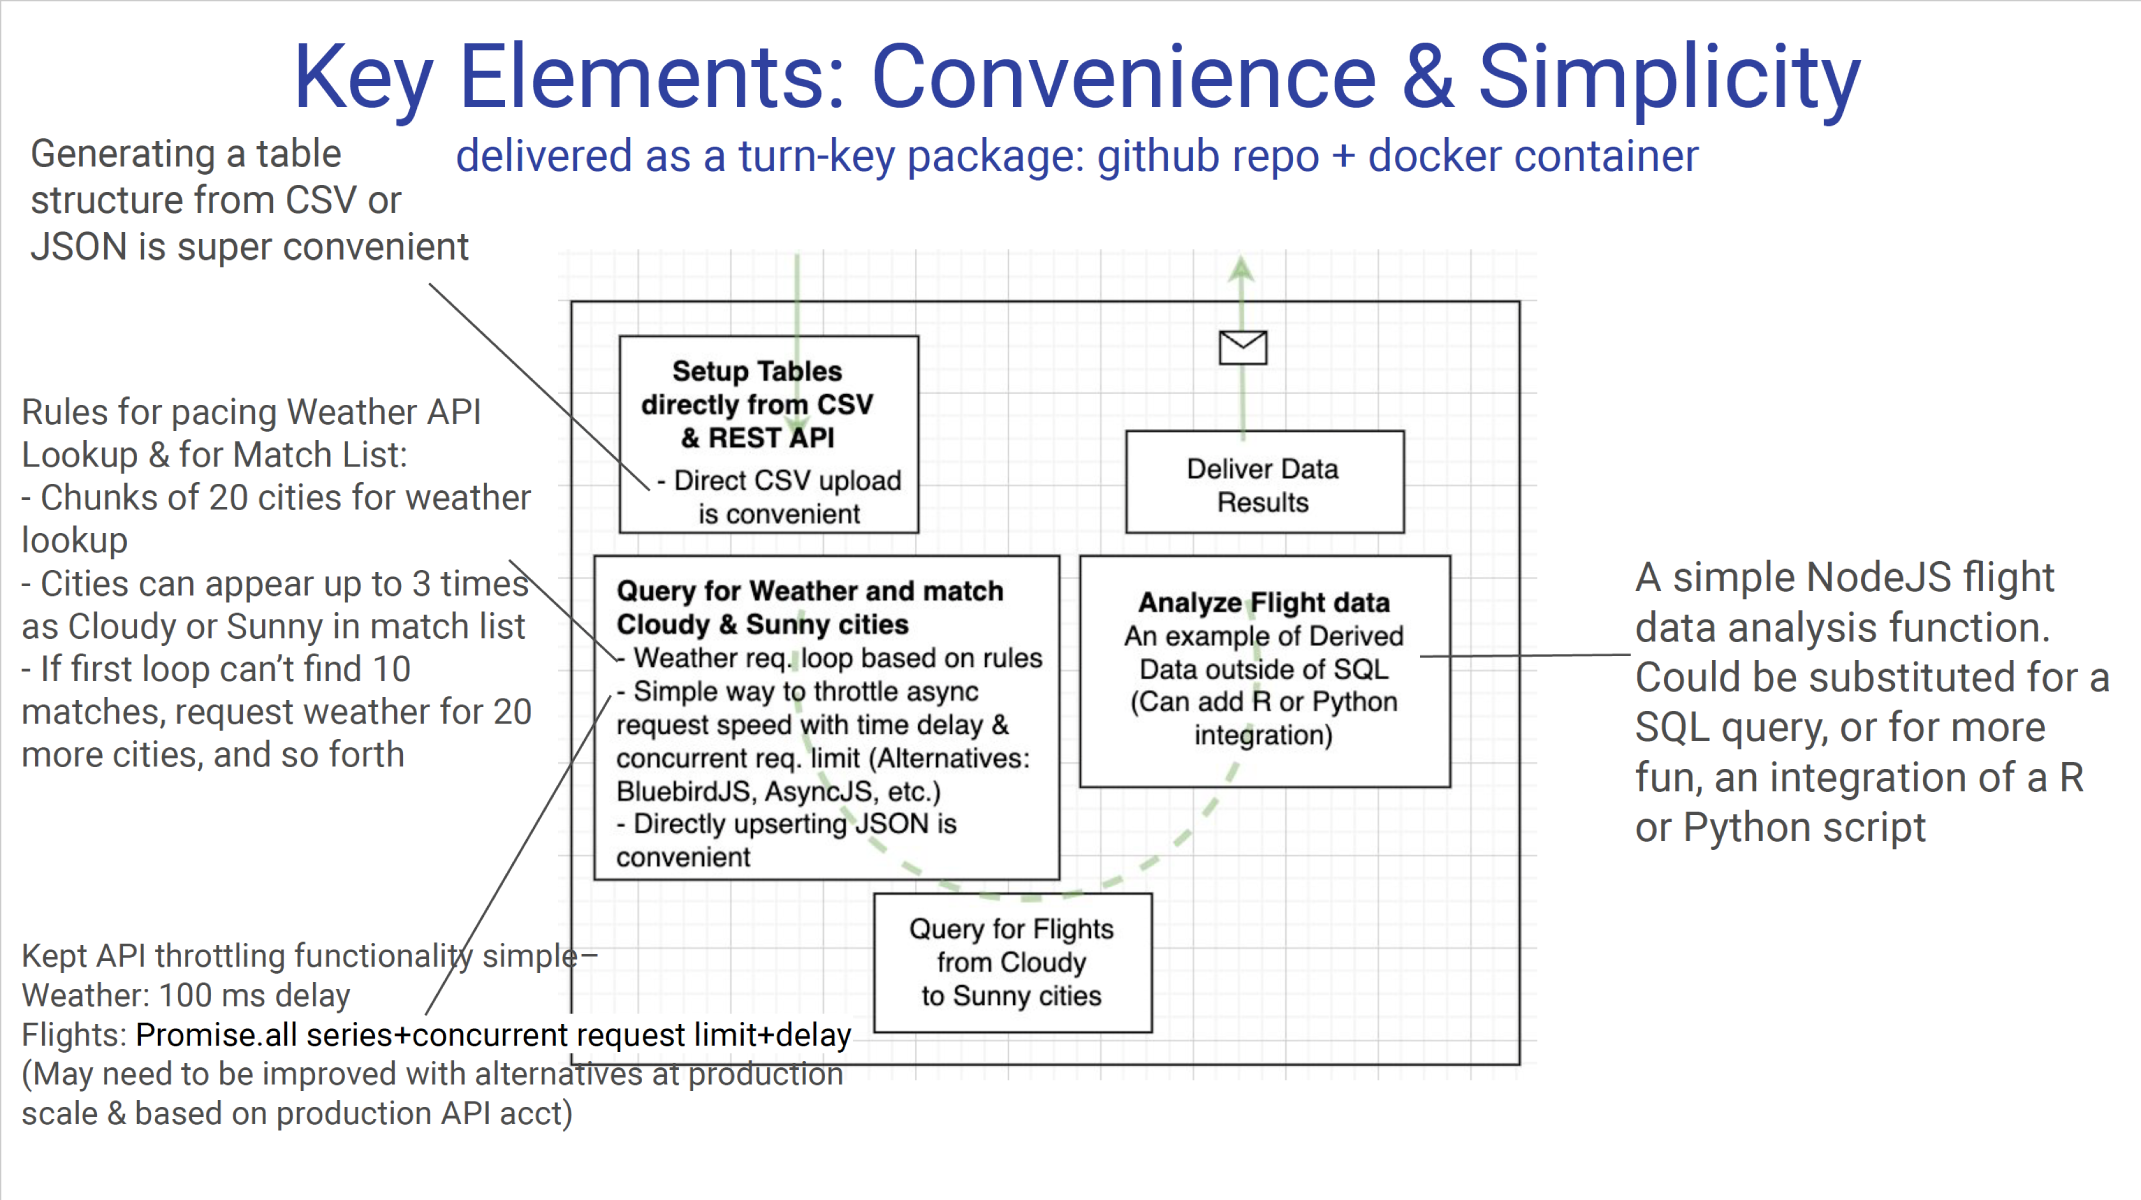 Key Elements: Convenience & Simplicity
delivered as a turn-key package: github repo + docker container
Generating a table
structure from CSV or
JSON is super convenient
Rules for pacing Weather API
Lookup & for Match List:
- Chunks of 20 cities for weather
lookup
- Cities can appear up to 3 times
as Cloudy or Sunny in match list
- If first loop can’t find 10
matches, request weather for 20
more cities, and so forth
Kept API throttling functionality simple–
Weather: 100 ms delay
Flights: Promise.all series+concurrent request limit+delay
(May need to be improved with alternatives at production
scale & based on production API acct)
Setup Tables
directly from CSV
& REST API
- Direct CSV upload
is convenient
Query for Weather and match
Cloudy & Sunny cities
- Weather req. loop based on rules
- Simple way to throttle async
request speed with time delay &
concurrent req. limit (Alternatives:
BluebirdJS, AsyncJS, etc.)
- Directly upserting JSON is
convenient
Query for Flights
from Cloudy
to Sunny cities
Analyze Flight data
An example of Derived
Data outside of SQL
(Can add R or Python
integration)
Deliver Data
Results
A simple NodeJS flight
data analysis function.
Could be substituted for a
SQL query, or for more
fun, an integration of a R
or Python script